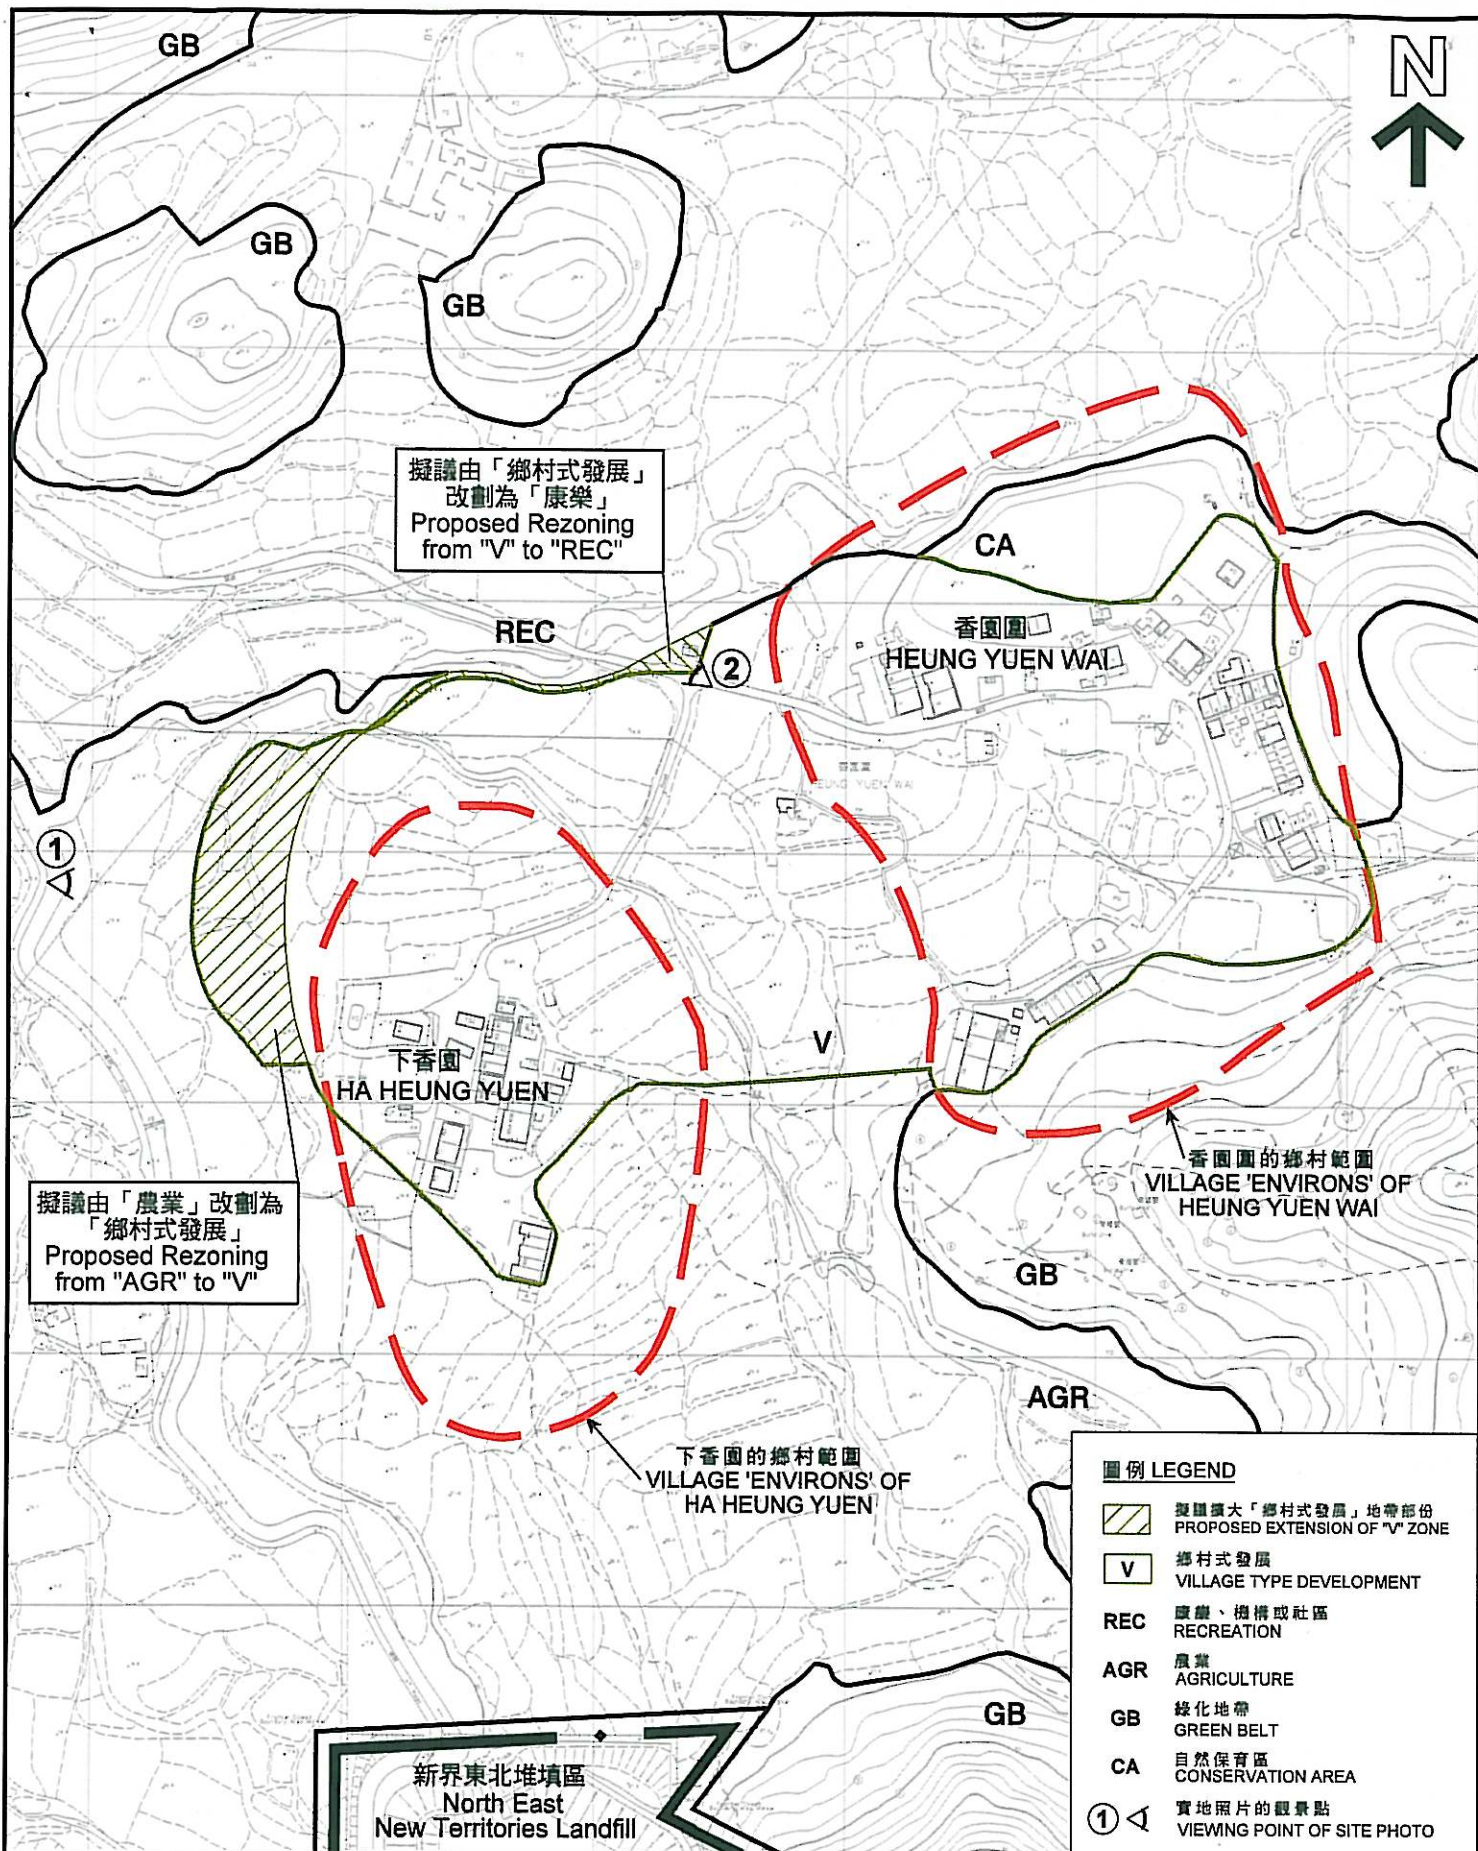 GB
N
GB
GB
擬議由「鄉村式發展」
改劃為「康樂」
Proposed Rezoning
from "V" to "REC"
CA
REC
香園圍
HEUNG YUEN WAI
2
香園圍
HEUNG YUEN WAI
1
V
下香園
HA HEUNG YUEN
香園圍的鄉村範圍
VILLAGE 'ENVIRONS' OF
HEUNG YUEN WAI
擬議由「農業」改劃為
「鄉村式發展」
Proposed Rezoning
from "AGR" to "V"
GB
AGR
下香園的鄉村範圍
VILLAGE 'ENVIRONS' OF
HA HEUNG YUEN
圖例 LEGEND
擬議擴大「鄉村式發展」地帶部份
PROPOSED EXTENSION OF "V" ZONE
V
鄉村式發展
VILLAGE TYPE DEVELOPMENT
REC
康樂、機構或社區
RECREATION
AGR
農業
AGRICULTURE
GB
綠化地帶
GREEN BELT
CA
自然保育區
CONSERVATION AREA
1
實地照片的觀景點
VIEWING POINT OF SITE PHOTO
GB
新界東北堆填區
North East
New Territories Landfill